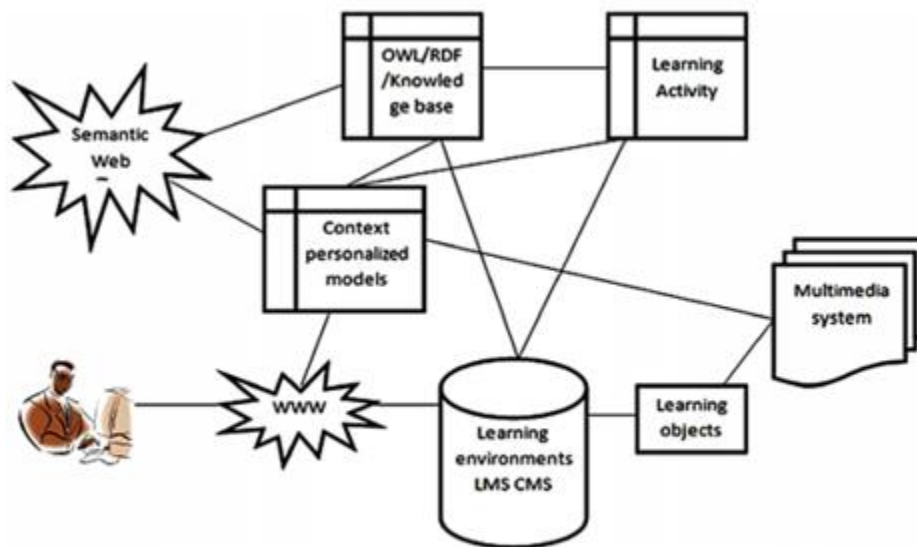 OWL/RDF
/Knowled
ge base
Learning
Activity
Semantic
Web
Context
personalized
models
Multimedia
system
WWW
Learning
environments
LMS CMS
Learning
objects